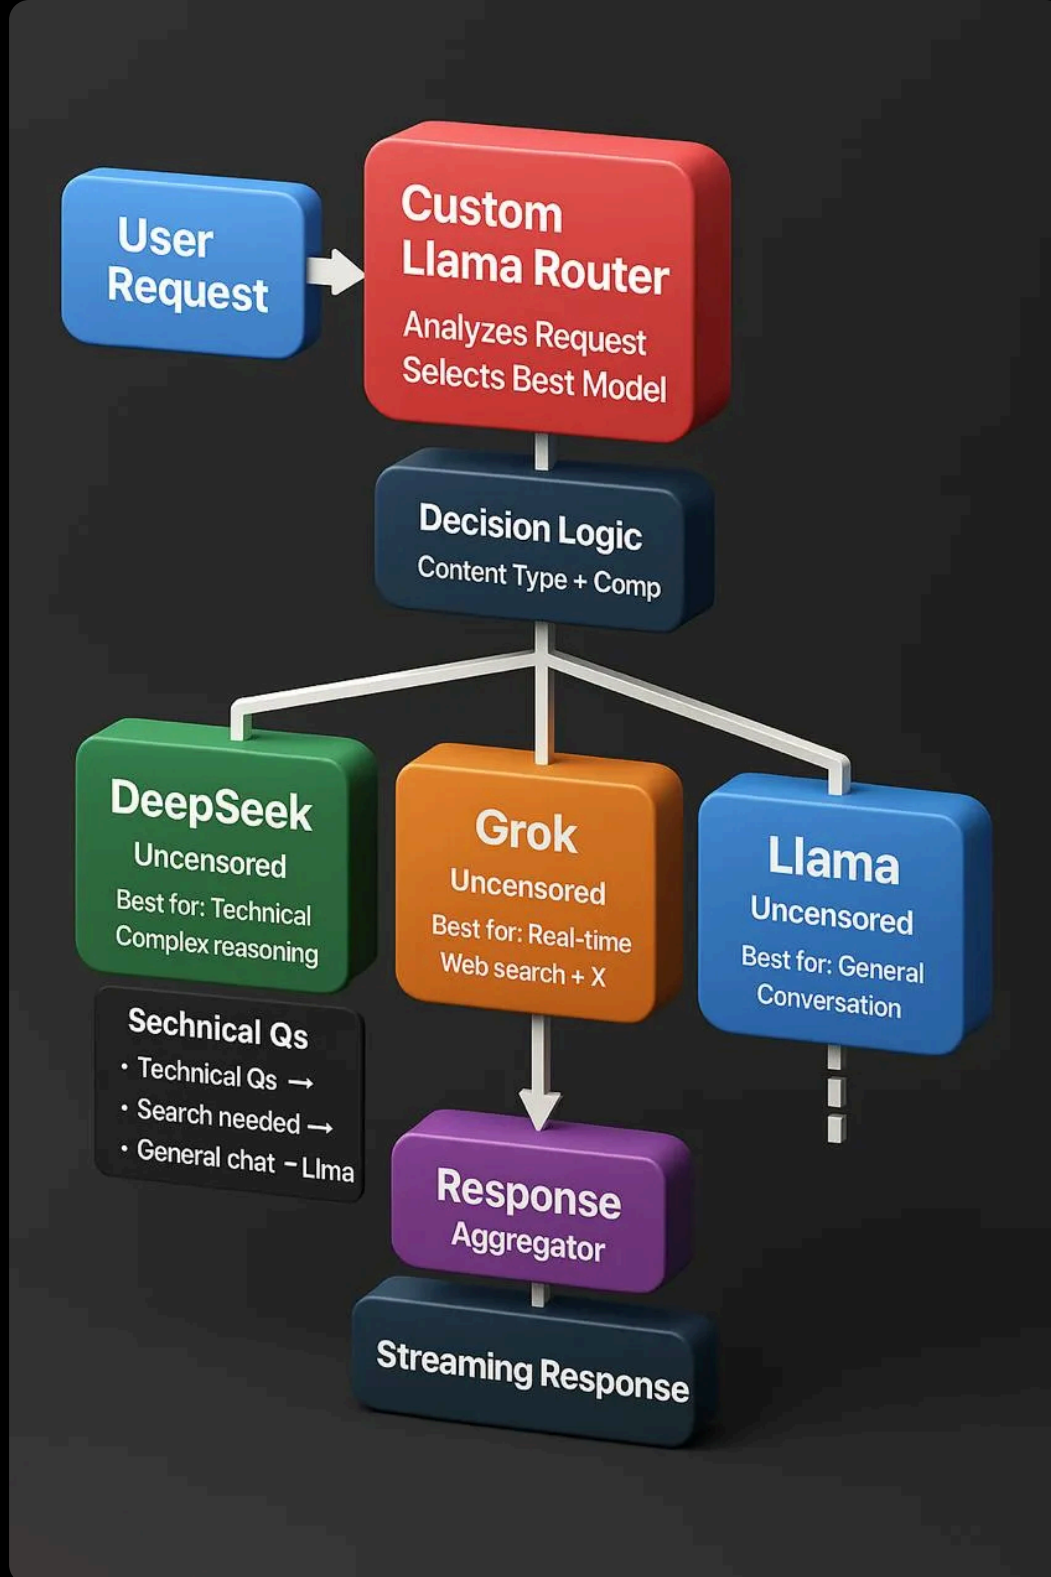 User
Request
Custom
Llama Router
Analyzes Request
Selects Best Model
Decision Logic
Content Type + Comp
DeepSeek
Uncensored
Best for: Technical
Complex reasoning
Grok
Uncensored
Best for: Real-time
Web search + X
Llama
Uncensored
Best for: General
Conversation
Sechnical Qs
• Technical Qs →
• Search needed →
• General chat – Llma
Response
Aggregator
Streaming Response